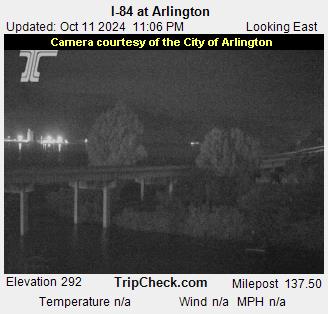 I-84 at Arlington
Updated: Oct 11 2024 11:06 PM Looking East
Camera courtesy of the City of Arlington
Elevation 292 TripCheck.com Milepost 137.50
Temperature n/a Wind n/a MPH n/a